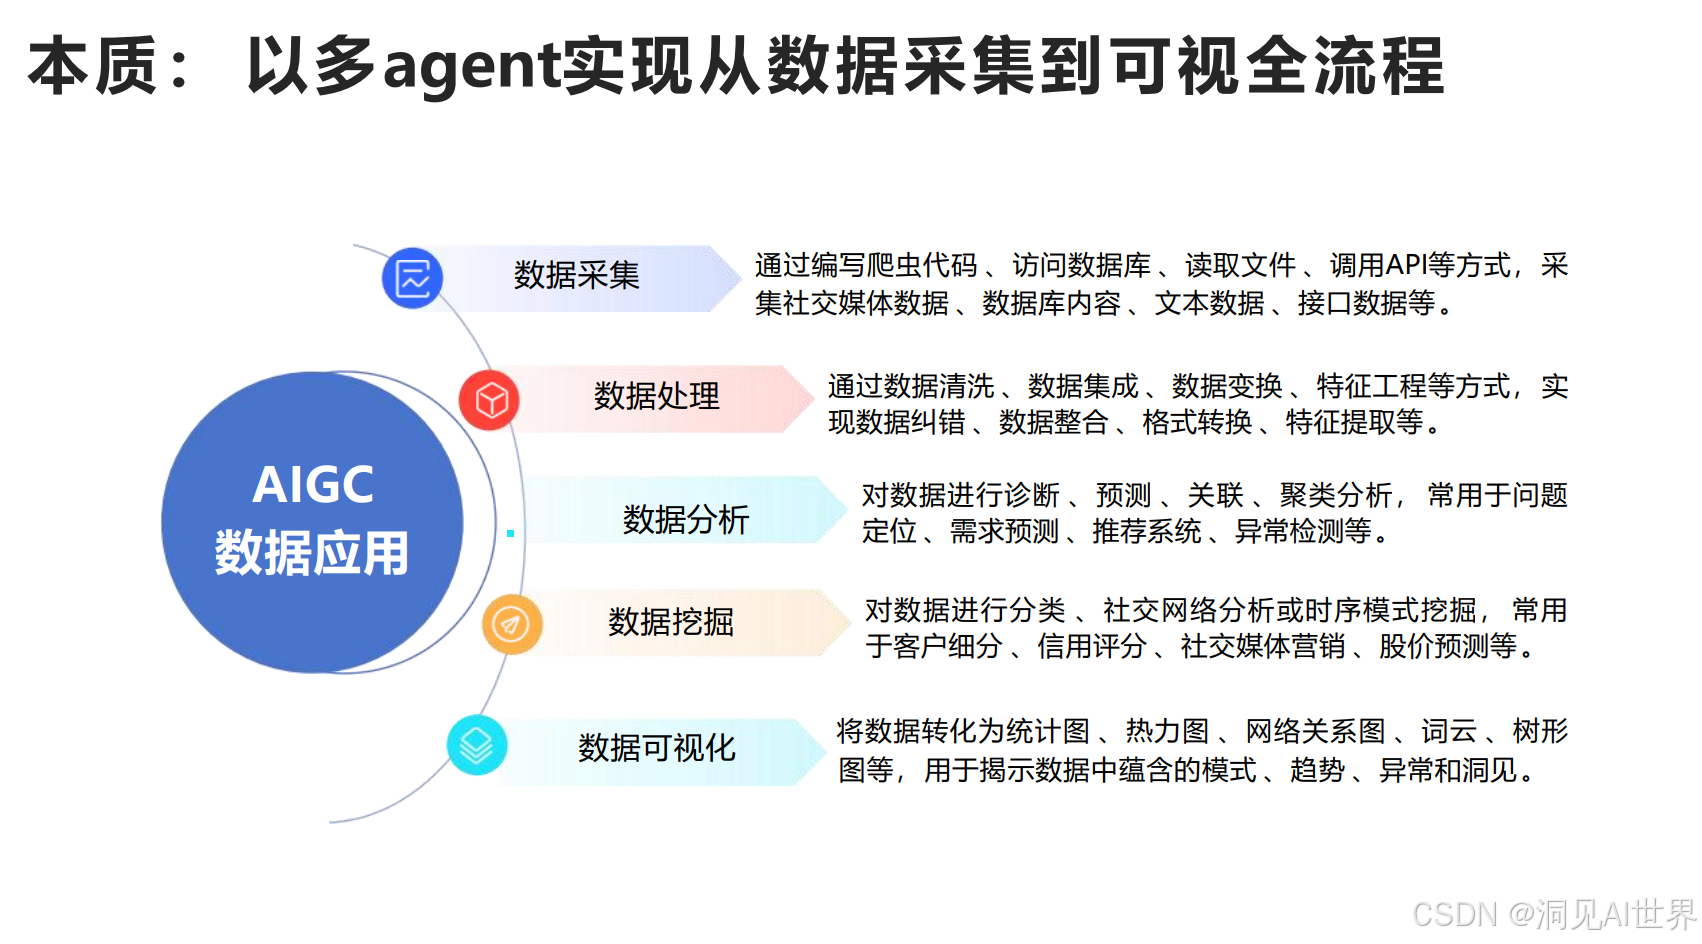 本质： 以多agent实现从数据采集到可视全流程
AIGC
数据应用
数据采集
通过编写爬虫代码、访问数据库、读取文件、调用API等方式，采
集社交媒体数据、数据库内容、文本数据、接口数据等。
数据处理
通过数据清洗、数据集成、数据变换、特征工程等方式，实
现数据纠错、数据整合、格式转换、特征提取等。
数据分析
对数据进行诊断、预测、关联、聚类分析，常用于问题
定位、需求预测、推荐系统、异常检测等。
数据挖掘
对数据进行分类、社交网络分析或时序模式挖掘，常用
于客户细分、信用评分、社交媒体营销、股价预测等。
数据可视化
将数据转化为统计图、热力图、网络关系图、词云、树形
图等，用于揭示数据中蕴含的模式、趋势、异常和洞见。
CSDN @洞见AI世界